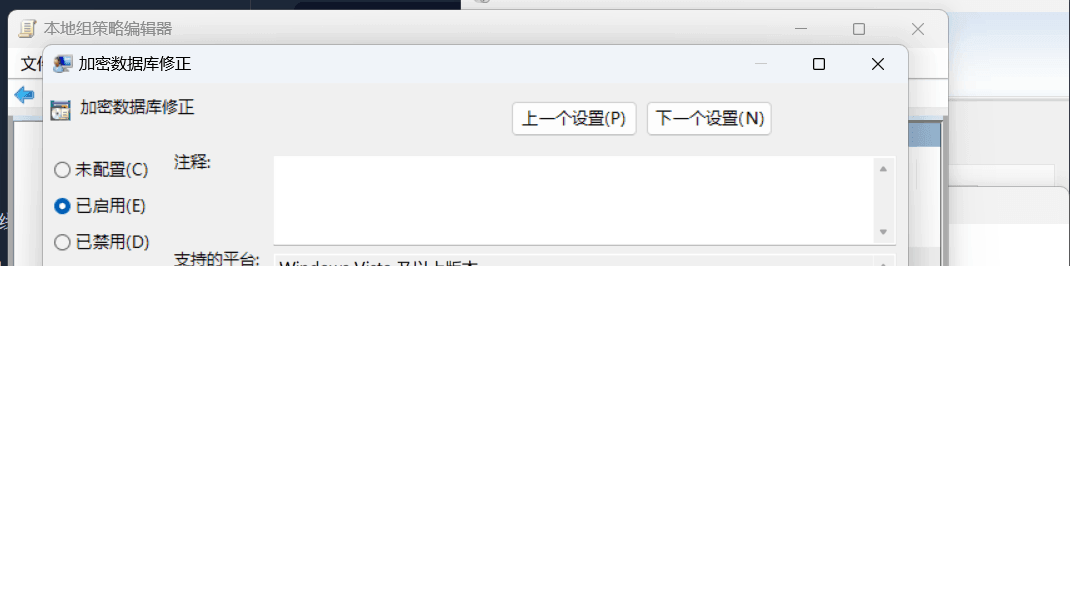 本地组策略编辑器
文件
加密数据库修正
加密数据库修正
上一个设置(P)
下一个设置(N)
未配置(C)
注释:
已启用(E)
已禁用(D)
支持的平台:
Windows Vista 及以上版本